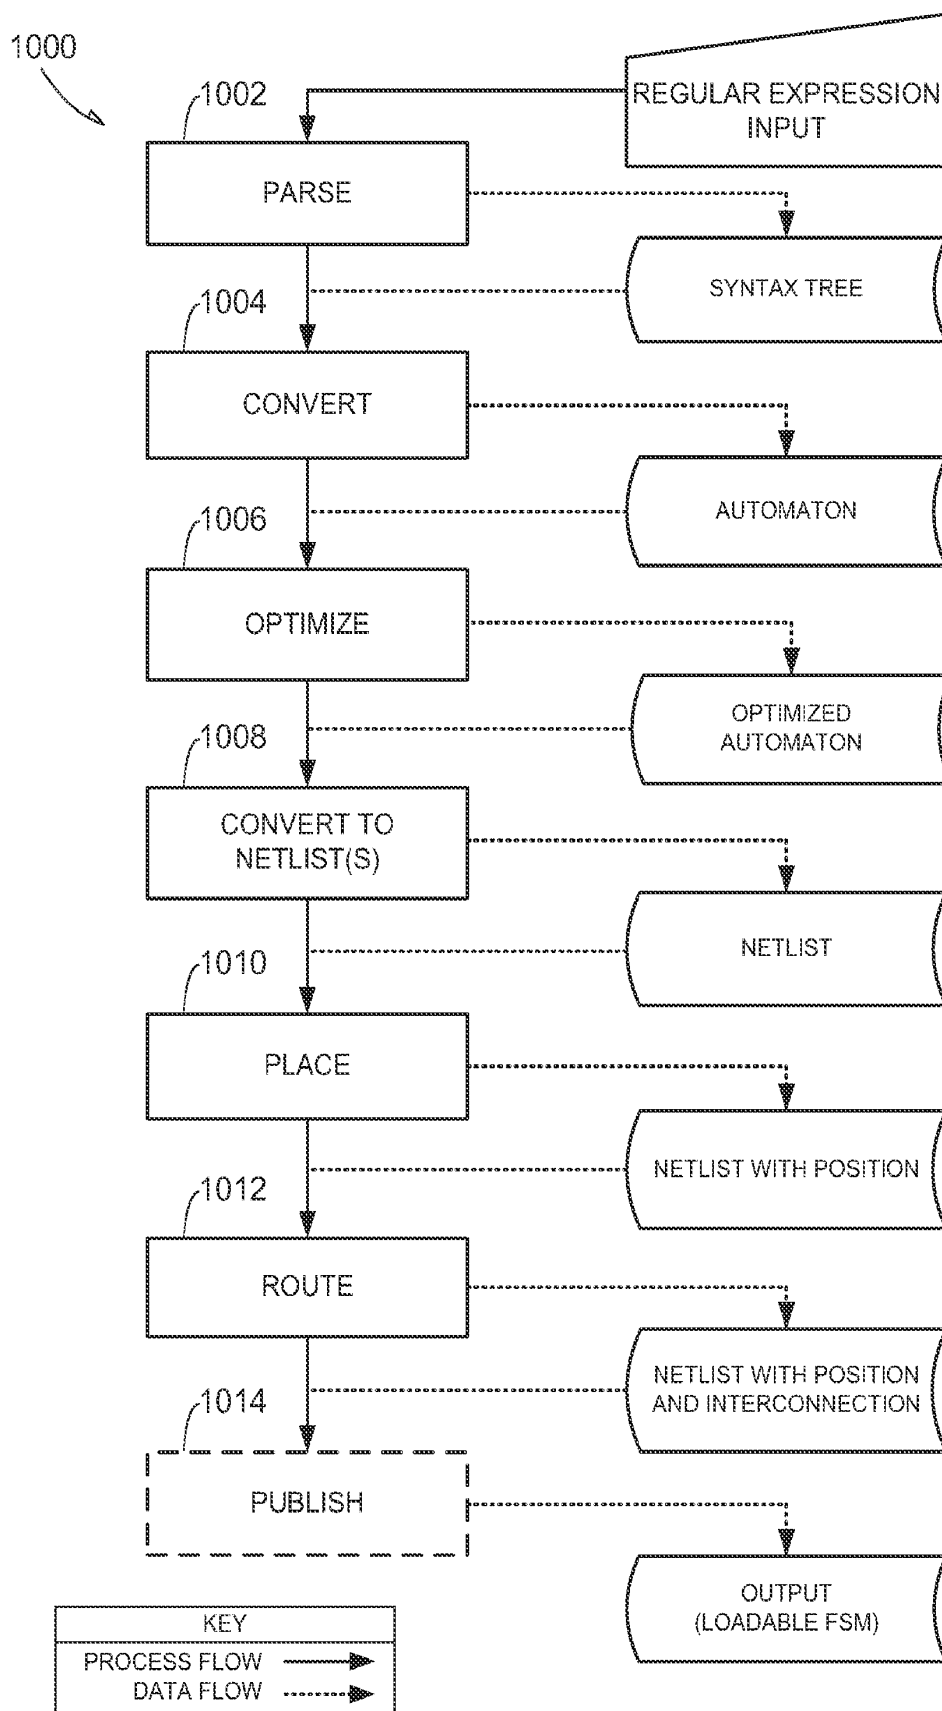 1000
1002
REGULAR EXPRESSION
INPUT
PARSE
SYNTAX TREE
1004
CONVERT
AUTOMATON
1006
OPTIMIZE
OPTIMIZED
AUTOMATON
1008
CONVERT TO
NETLIST(S)
NETLIST
1010
PLACE
NETLIST WITH POSITION
1012
ROUTE
NETLIST WITH POSITION
AND INTERCONNECTION
1014
PUBLISH
OUTPUT
(LOADABLE FSM)
KEY
PROCESS FLOW
DATA FLOW